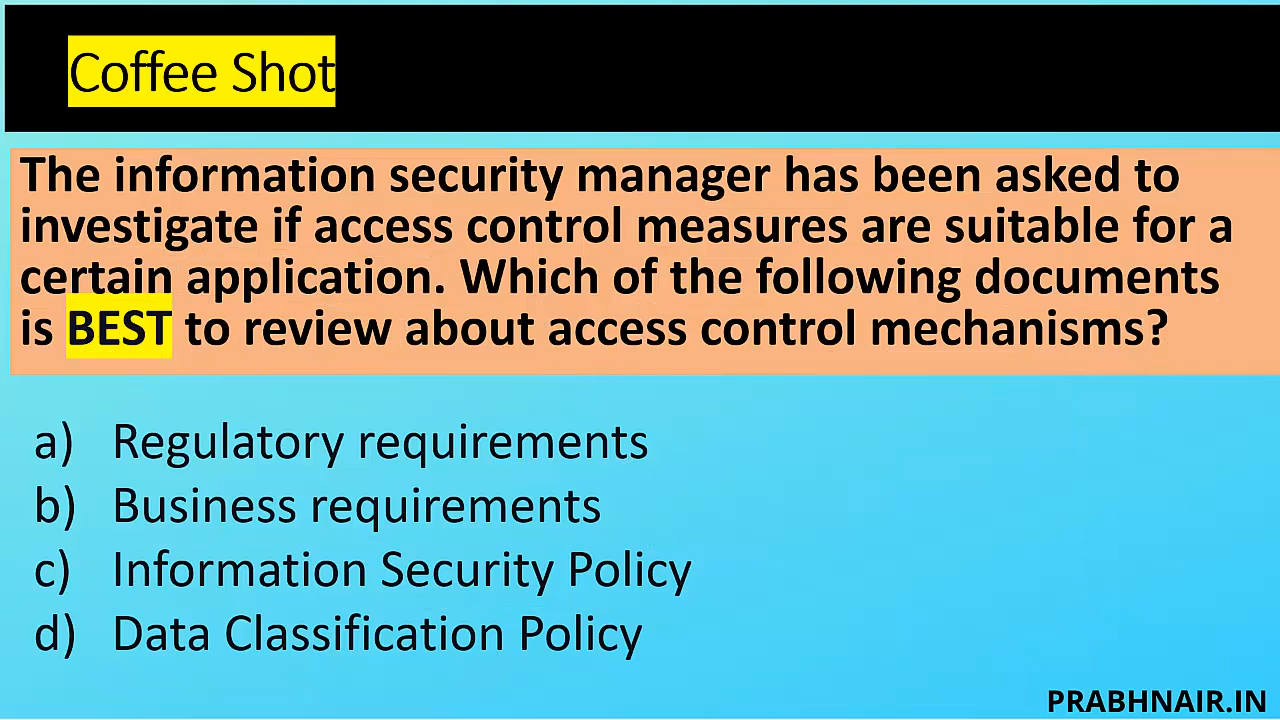 Coffee Shot
The information security manager has been asked to
investigate if access control measures are suitable for a
certain application. Which of the following documents
is BEST to review about access control mechanisms?
a) Regulatory requirements
b) Business requirements
c) Information Security Policy
d) Data Classification Policy
PRABHNAIR.IN